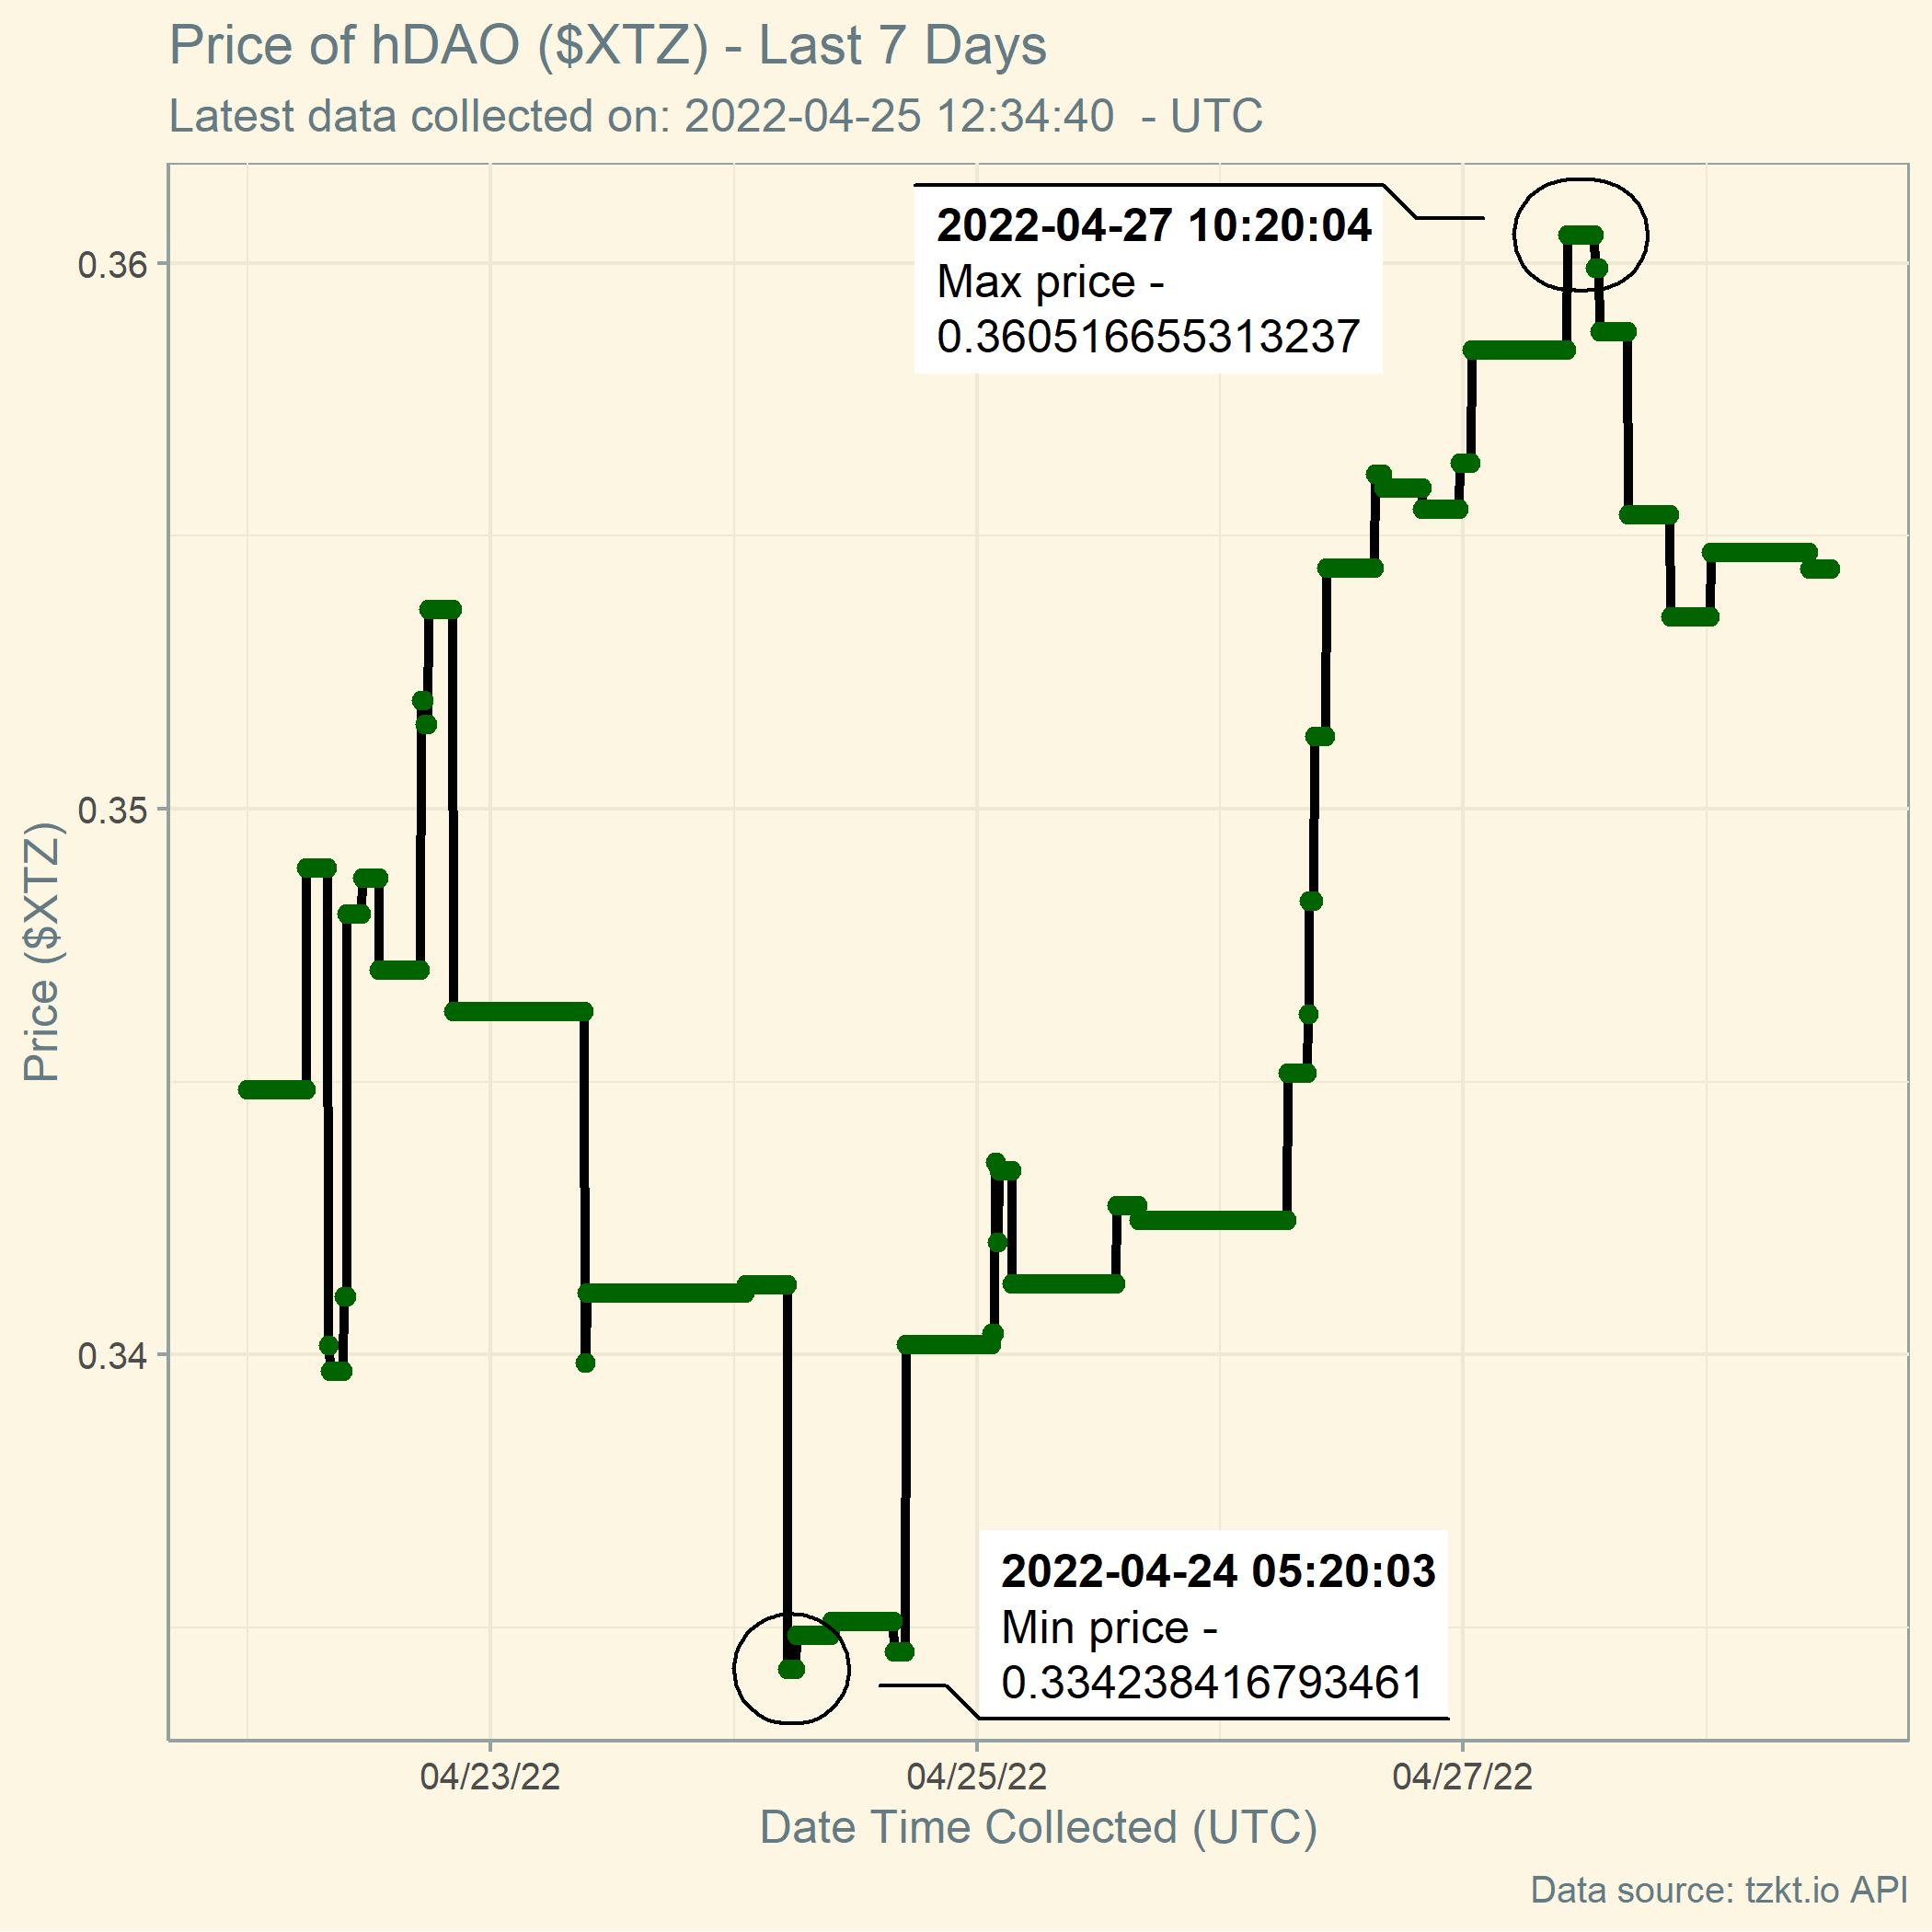 Price of hDAO ($XTZ) - Last 7 Days
Latest data collected on: 2022-04-25 12:34:40  - UTC
2022-04-27 10:20:04
Max price -
0.360516655313237
0.36
0.35
0.34
Price ($XTZ)
2022-04-24 05:20:03
Min price -
0.334238416793461
04/23/22
04/25/22
04/27/22
Date Time Collected (UTC)
Data source: tzkt.io API